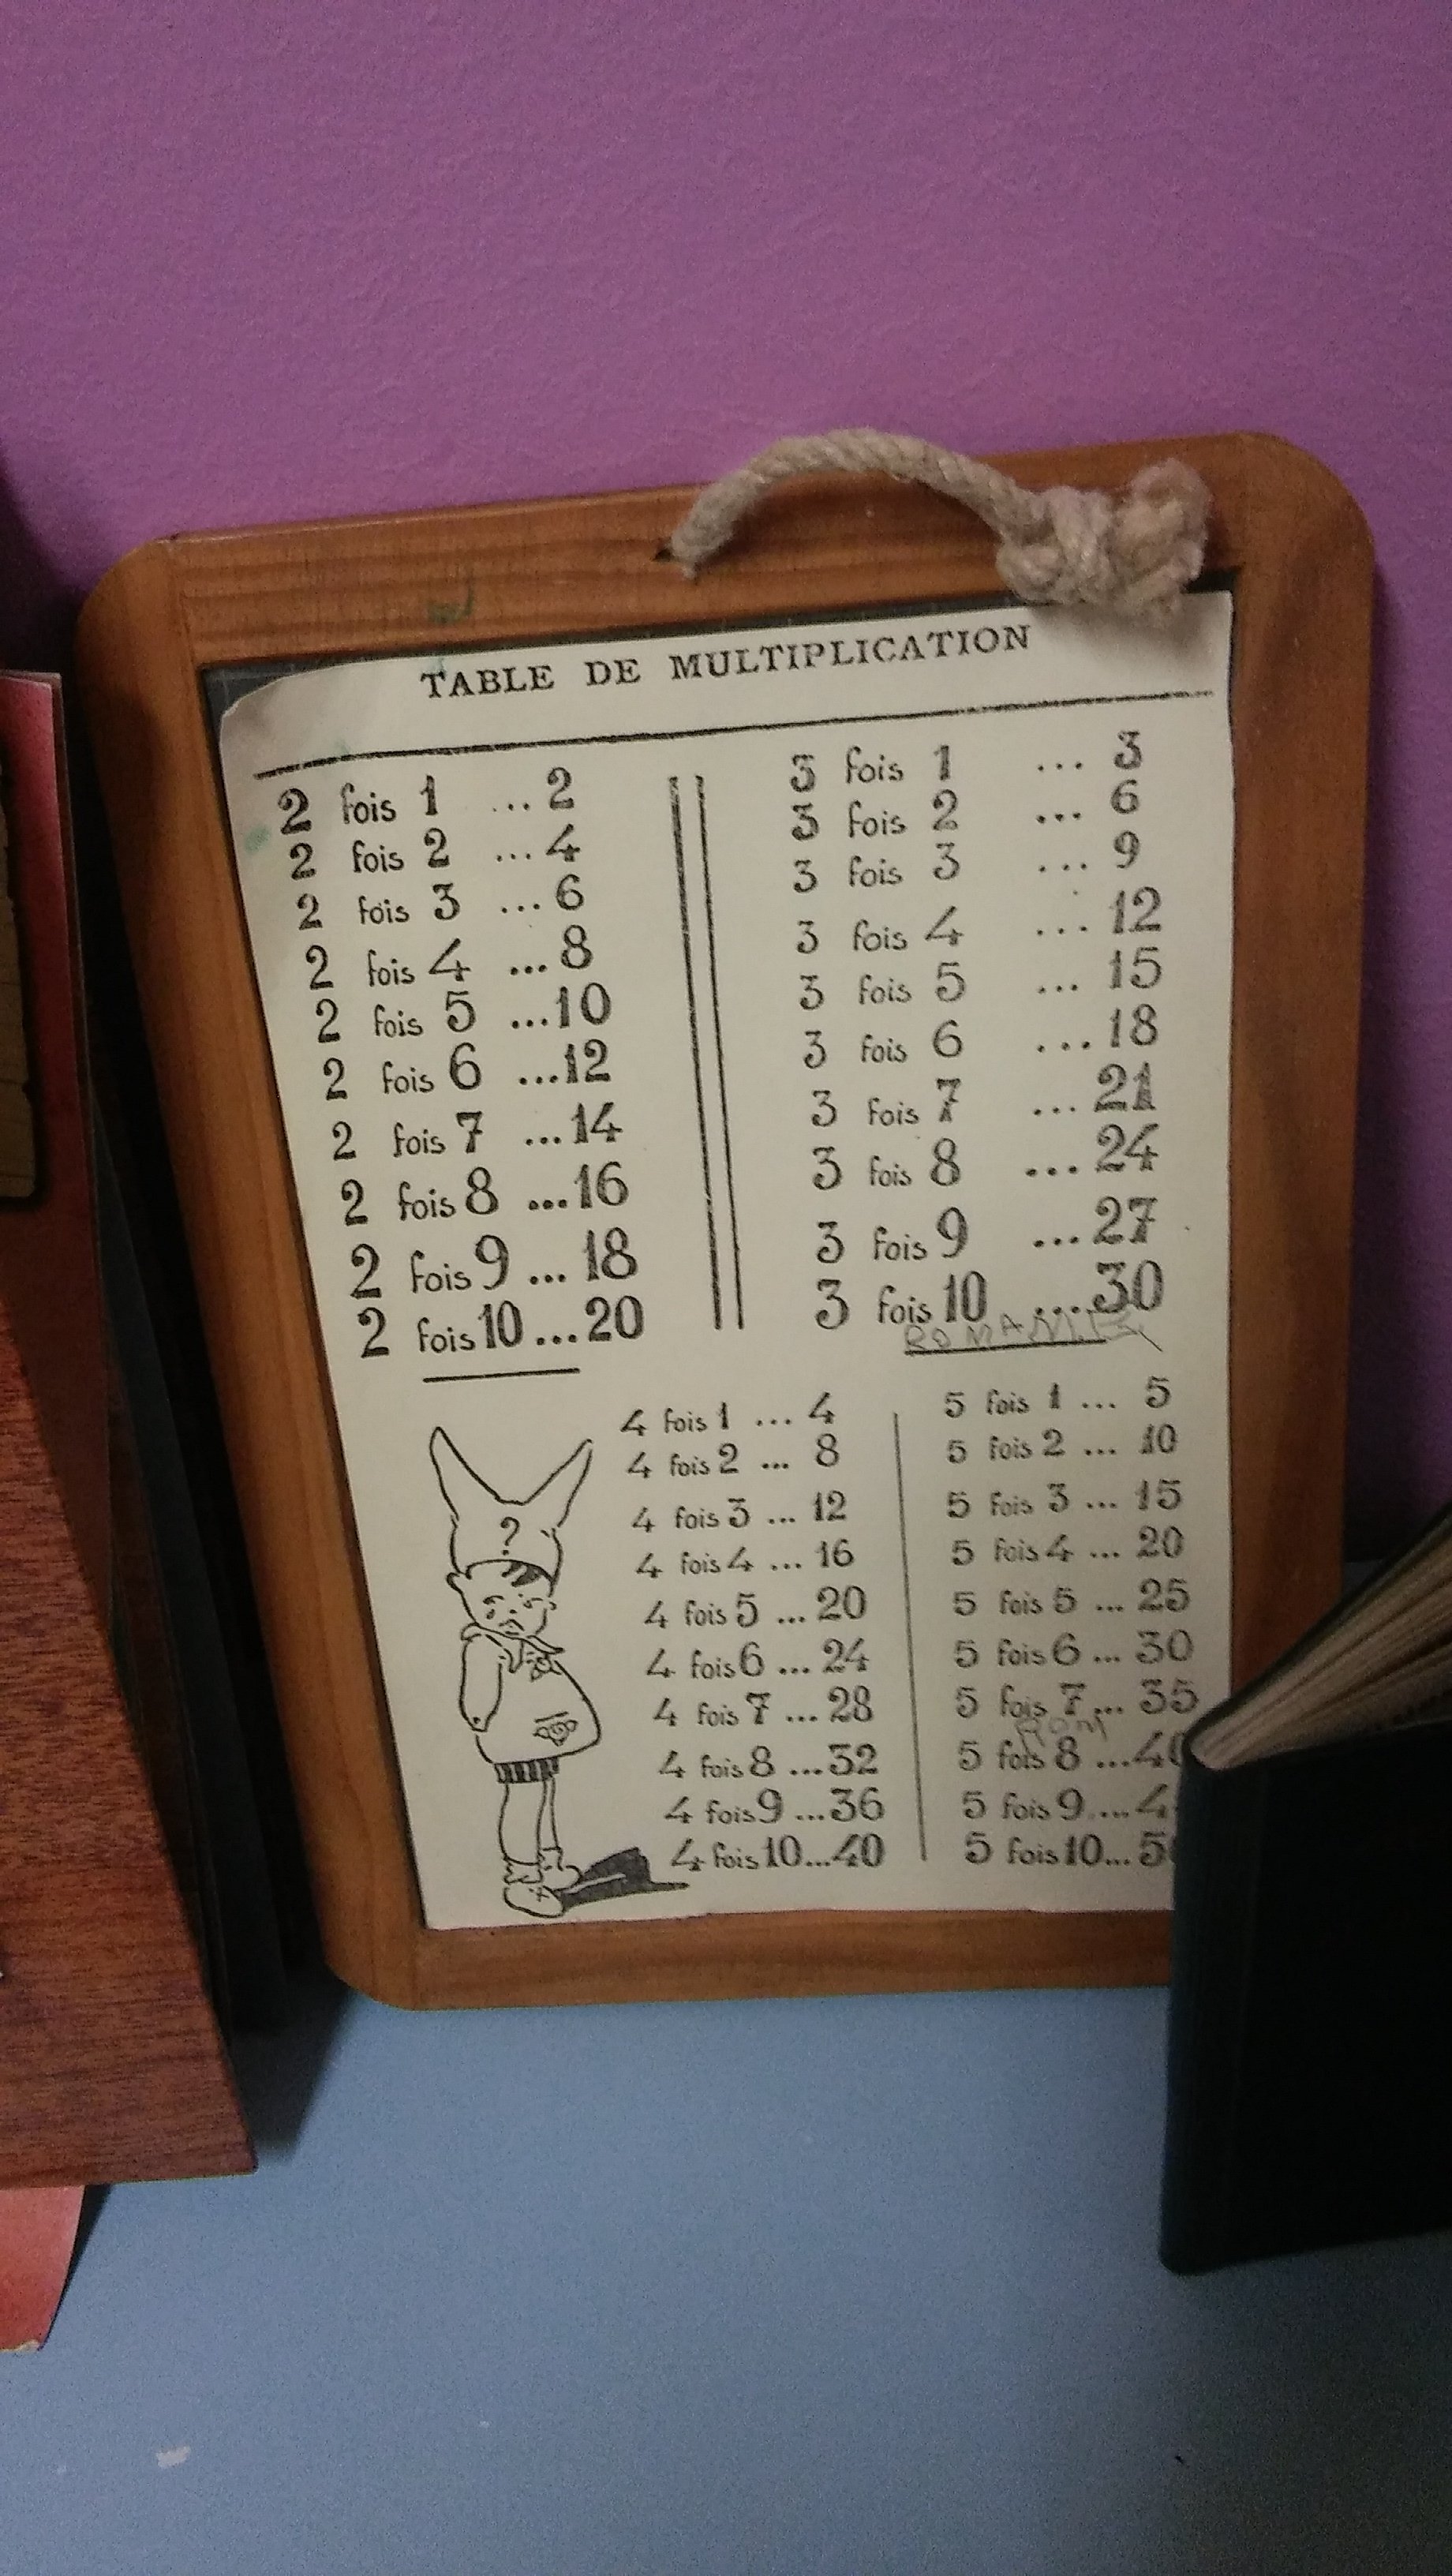 TABLE DE MULTIPLICATION
2 fois 1 ... 2
2 fois 2 ... 4
2 fois 3 ... 6
2 fois 4 ... 8
2 fois 5 ...10
2 fois 6 ...12
2 fois 7 ...14
2 fois 8 ...16
2 fois 9 ... 18
2 fois 10 ...20
3 fois 1 ... 3
3 fois 2 ... 6
3 fois 3 ... 9
3 fois 4 ... 12
3 fois 5 ... 15
3 fois 6 ...18
3 fois 7 ... 21
3 fois 8 ... 24
3 fois 9 ...27
3 fois 10 ....30
?
4 fois 1 ... 4
4 fois 2 ... 8
4 fois 3 ... 12
4 fois 4 ... 16
4 fois 5 ...20
4 fois 6 ... 24
4 fois 7 ...28
4 fois 8 ...32
4 fois 9 ...36
4 fois 10...40
5 fois 1 ... 5
5 fois 2 ... 10
5 fois 3 ... 15
5 fois 4 ... 20
5 fois 5 ... 25
5 fois 6 ... 30
5 fois 7 ... 35
ROM
5 fois 8 ...40
5 fois 9 ....4
5 fois 10... 5